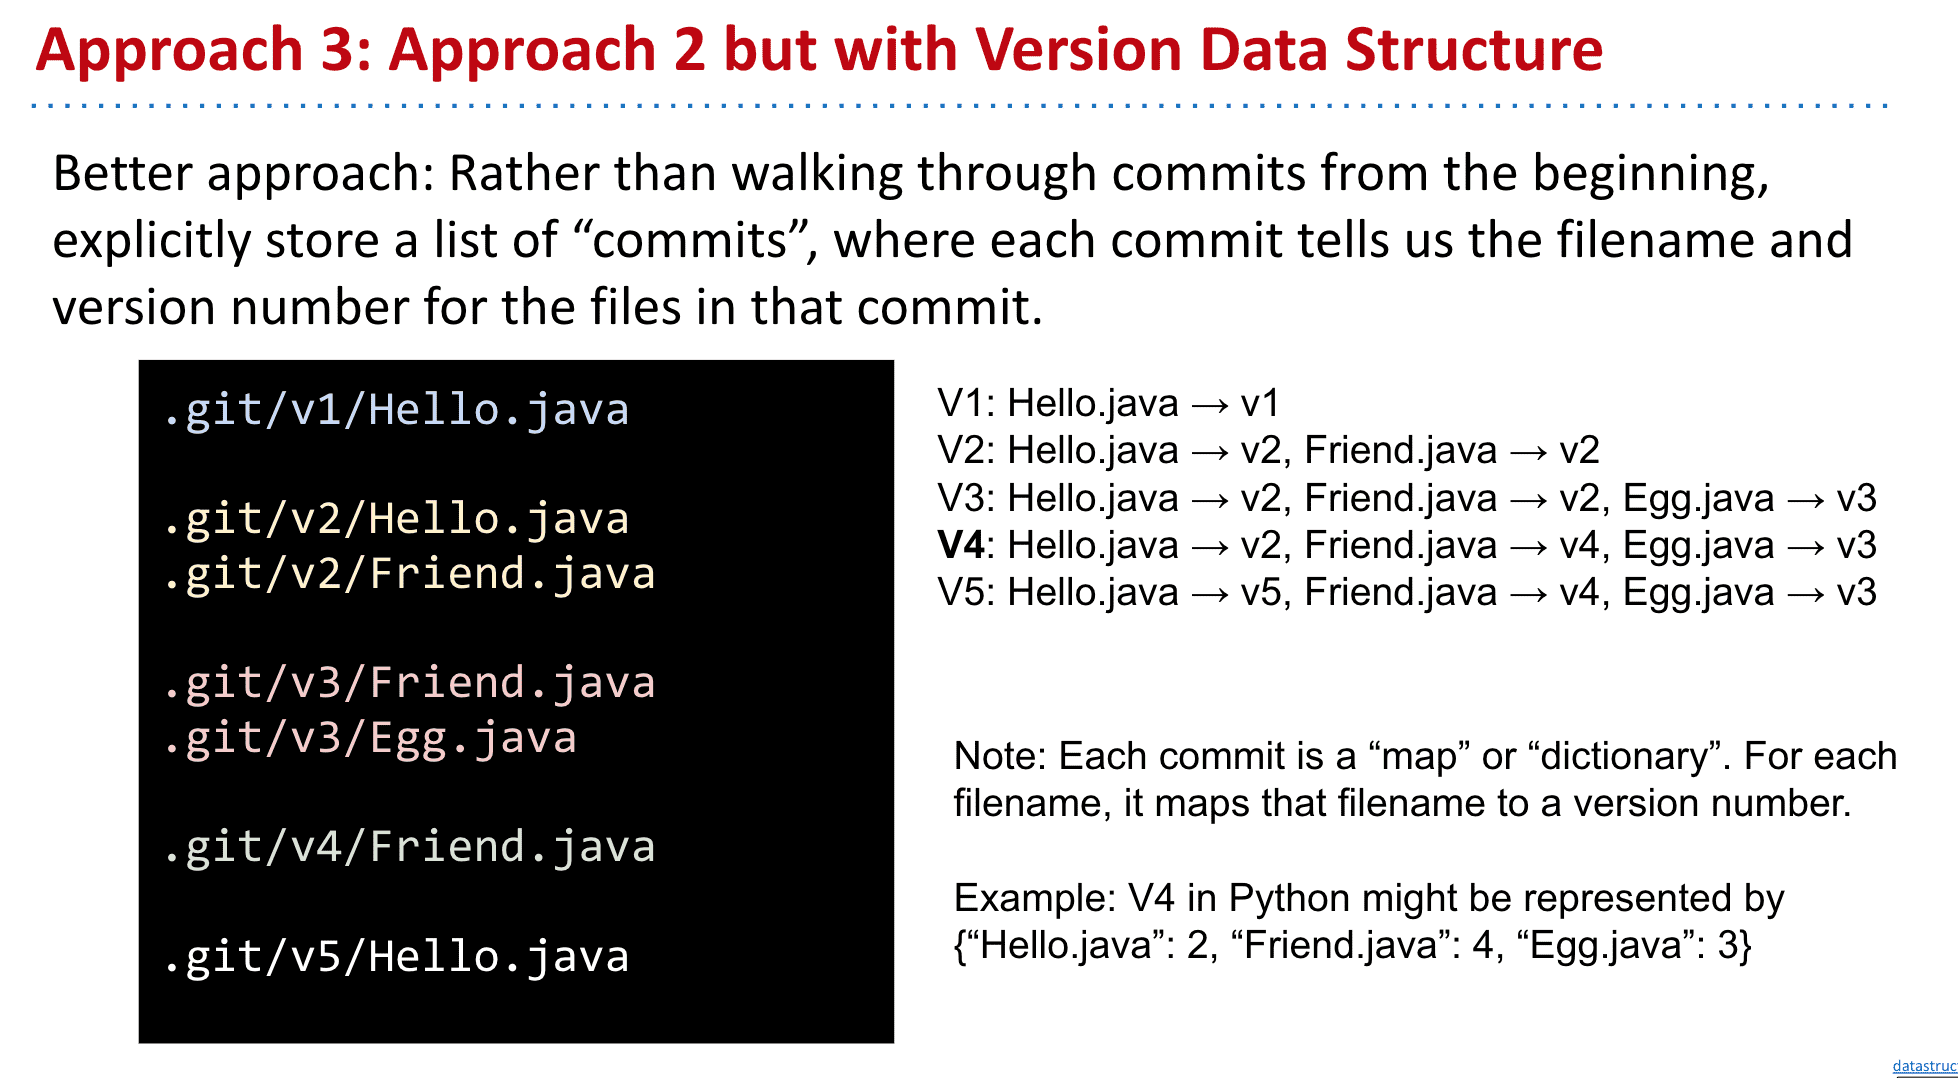 Approach 3: Approach 2 but with Version Data Structure
Better approach: Rather than walking through commits from the beginning,
explicitly store a list of “commits”, where each commit tells us the filename and
version number for the files in that commit.
.git/v1/Hello.java
.git/v2/Hello.java
.git/v2/Friend.java
.git/v3/Friend.java
.git/v3/Egg.java
.git/v4/Friend.java
.git/v5/Hello.java
V1: Hello.java → v1
V2: Hello.java → v2, Friend.java → v2
V3: Hello.java → v2, Friend.java → v2, Egg.java → v3
V4: Hello.java → v2, Friend.java → v4, Egg.java → v3
V5: Hello.java → v5, Friend.java → v4, Egg.java → v3
Note: Each commit is a “map” or “dictionary”. For each
filename, it maps that filename to a version number.
Example: V4 in Python might be represented by
{“Hello.java”: 2, “Friend.java”: 4, “Egg.java”: 3}
datastruc